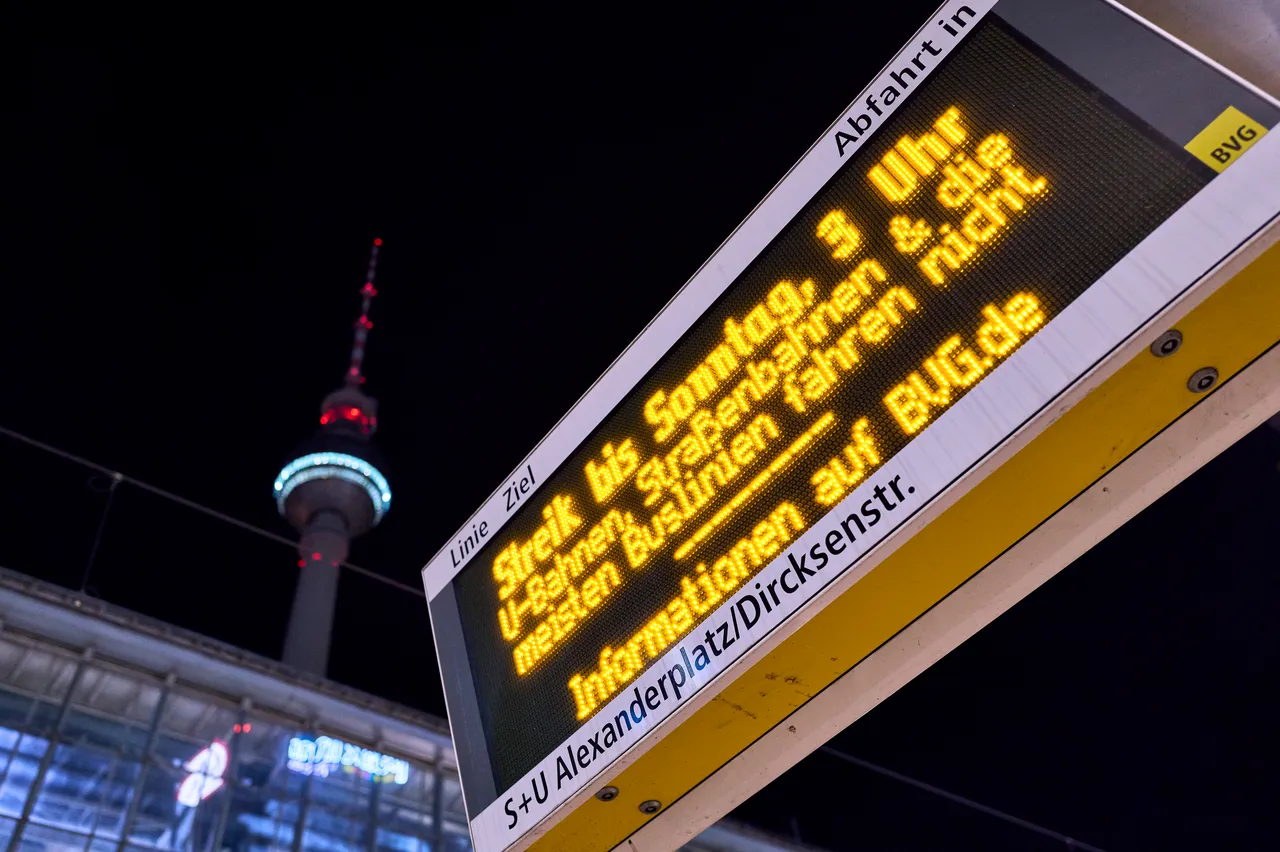 Linie Ziel Abfahrt in
BVG
Streik bis Sonntag, 3 Uhr
U-Bahnen, Straßenbahnen & die
meisten Buslinien fahren nicht
Informationen auf BVG.de
S+U Alexanderplatz/Dircksenstr.